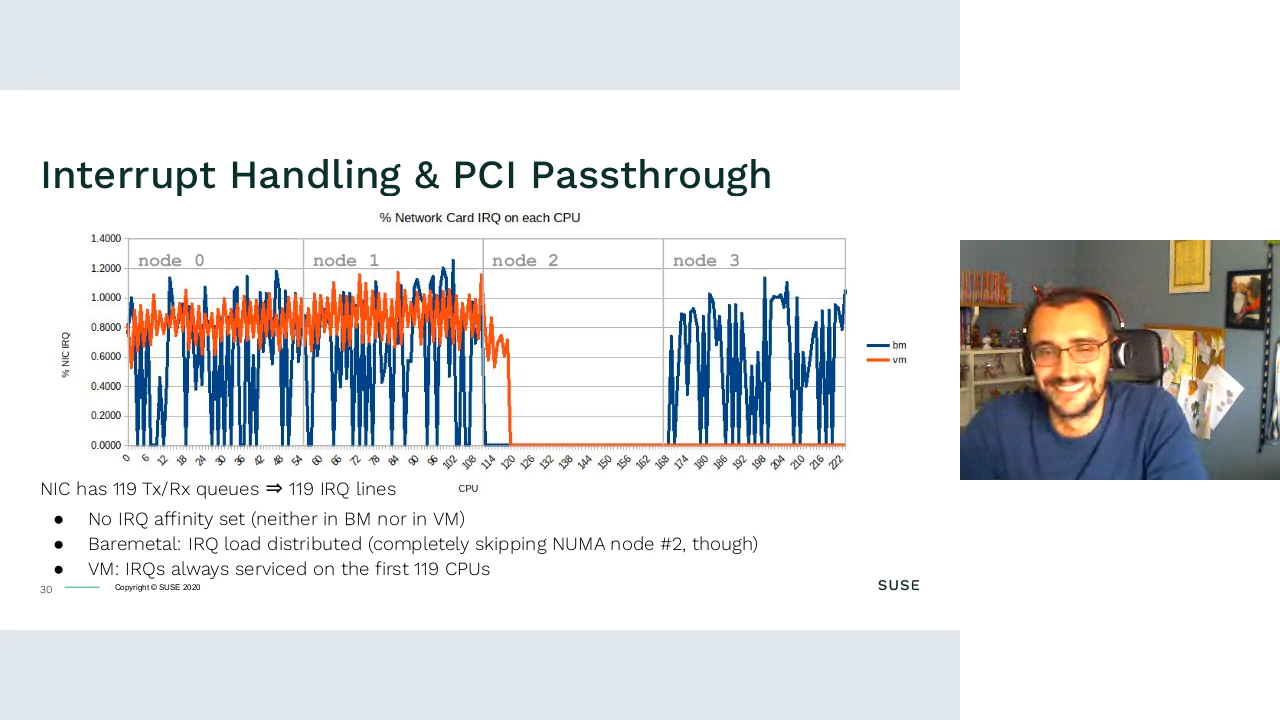 Interrupt Handling & PCI Passthrough
% Network Card IRQ on each CPU
1.4000
1.2000
1.0000
0.8000
0.6000
0.4000
0.2000
0.0000
% NIC IRQ
node 0 node 1 node 2 node 3
bm
vm
0 6 12 18 24 30 36 42 48 54 60 66 72 78 84 90 96 102 108 114 120 126 132 138 144 150 156 162 168 174 180 186 192 198 204 210 216 222
CPU
NIC has 119 Tx/Rx queues ⇒ 119 IRQ lines
● No IRQ affinity set (neither in BM nor in VM)
● Baremetal: IRQ load distributed (completely skipping NUMA node #2, though)
● VM: IRQs always serviced on the first 119 CPUs
30 Copyright © SUSE 2020
SUSE